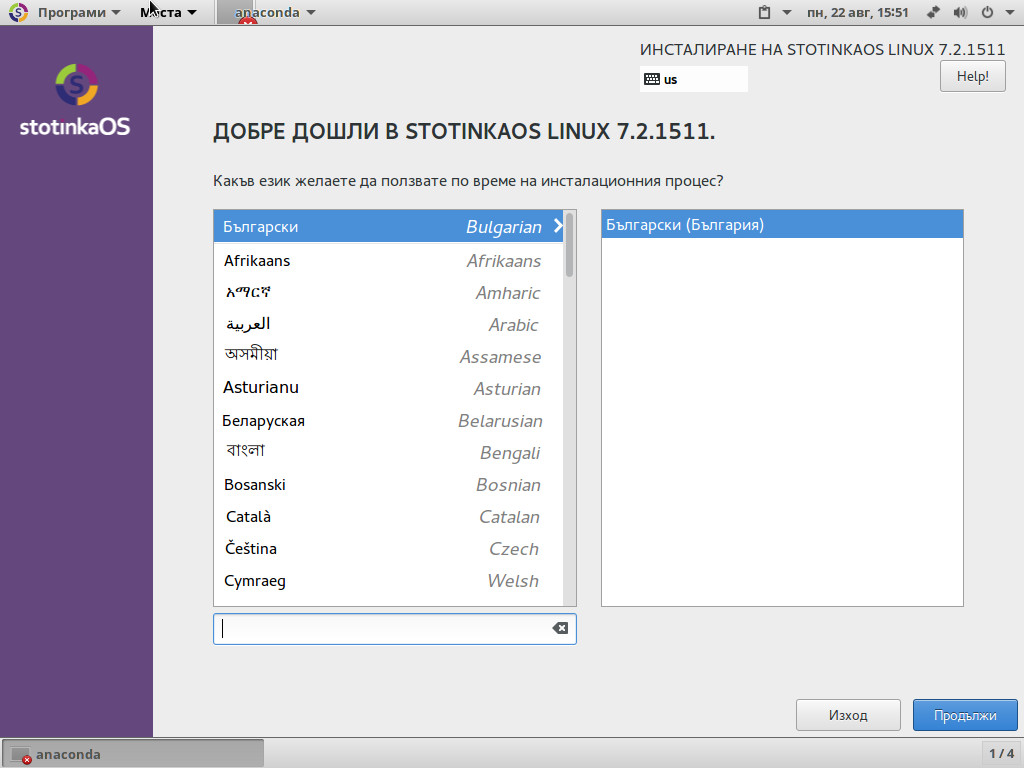 Програми Места anaconda пн, 22 авг, 15:51
ИНСТАЛИРАНЕ НА STOTINKAOS LINUX 7.2.1511
us Help!
stotinkaOS
ДОБРЕ ДОШЛИ В STOTINKAOS LINUX 7.2.1511.
Какъв език желаете да ползвате по време на инсталационния процес?
Български Bulgarian Български (България)
Afrikaans Afrikaans
አማርኛ Amharic
العربية Arabic
অসমীয়া Assamese
Asturianu Asturian
Беларуская Belarusian
বাংলা Bengali
Bosanski Bosnian
Català Catalan
Čeština Czech
Cymraeg Welsh
Изход Продължи
anaconda 1 / 4